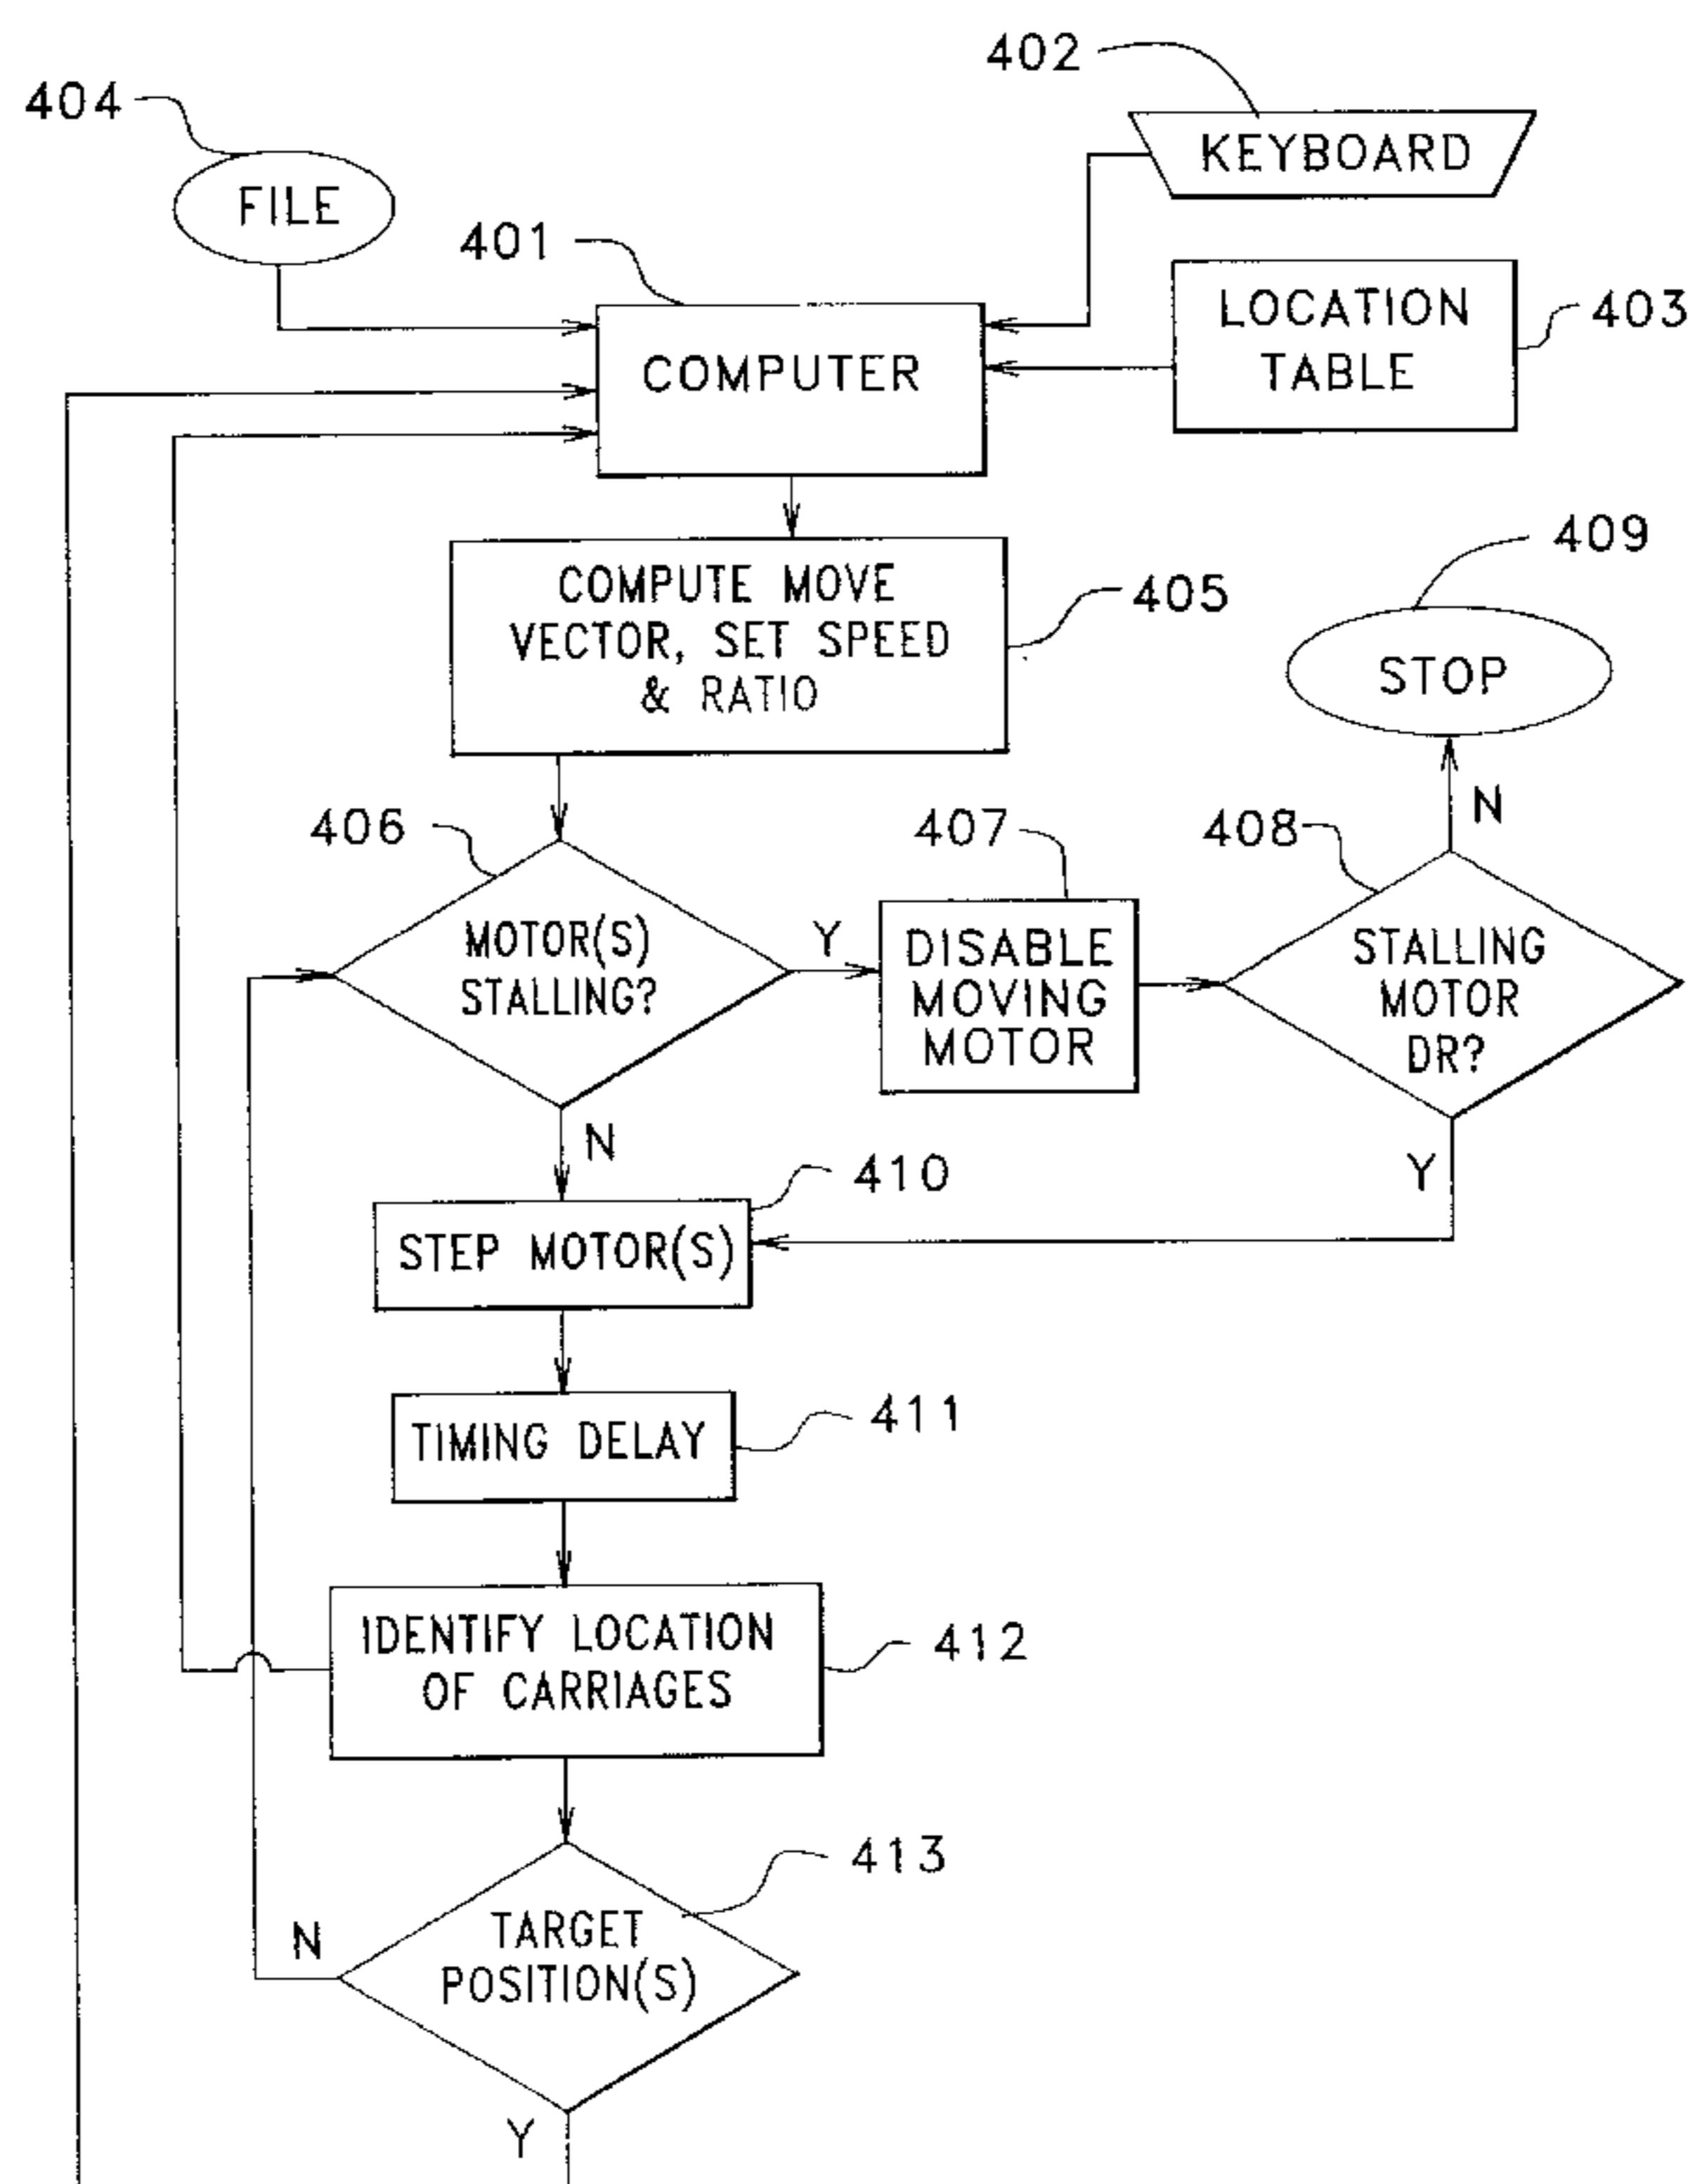 402
KEYBOARD
404
FILE
401
COMPUTER
LOCATION
TABLE
403
COMPUTE MOVE
VECTOR, SET SPEED
& RATIO
405
409
STOP
N
406
MOTOR(S)
STALLING?
Y
407
DISABLE
MOVING
MOTOR
408
STALLING
MOTOR
DR?
N
Y
410
STEP MOTOR(S)
TIMING DELAY
411
IDENTIFY LOCATION
OF CARRIAGES
412
413
TARGET
POSITION(S)
N
Y